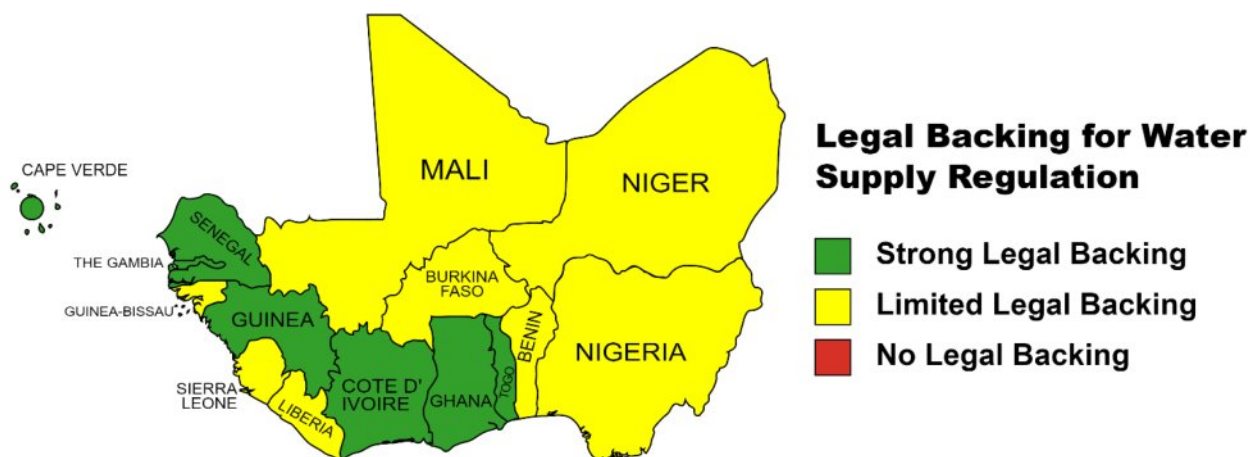 CAPE VERDE
MALI
NIGER
SENEGAL
THE GAMBIA
GUINEA-BISSAU
BURKINA
FASO
GUINEA
BENIN
NIGERIA
SIERRA
LEONE
LIBERIA
COTE D'
IVOIRE
GHANA
TOGO
Legal Backing for Water
Supply Regulation
Strong Legal Backing
Limited Legal Backing
No Legal Backing